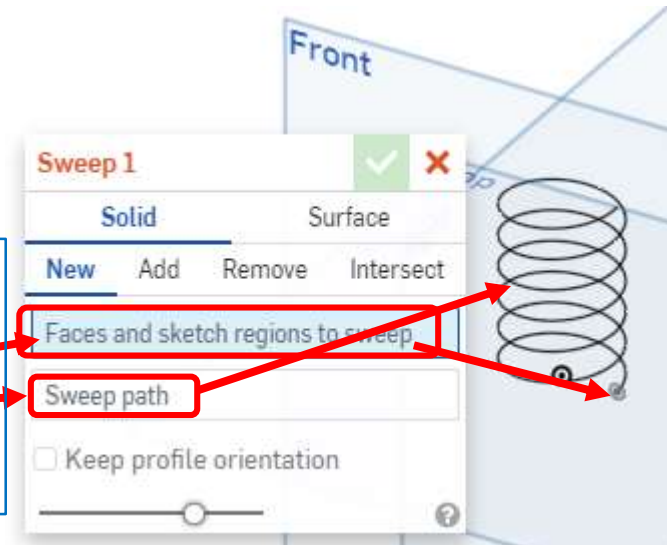 Front
op
Sweep 1
Solid Surface
New Add Remove Intersect
Faces and sketch regions to sweep
Sweep path
Keep profile orientation